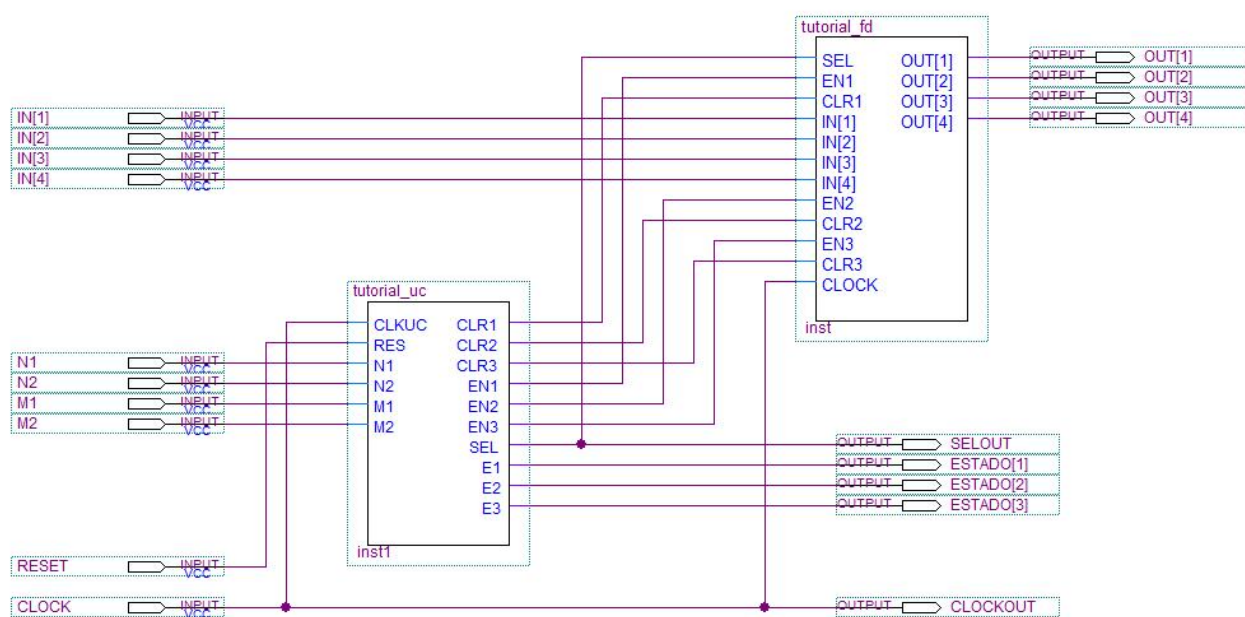 tutorial_fd
SEL OUT[1]
EN1 OUT[2]
CLR1 OUT[3]
IN[1] OUT[4]
IN[2]
IN[3]
IN[4]
EN2
CLR2
EN3
CLR3
CLOCK
inst
OUTPUT OUT[1]
OUTPUT OUT[2]
OUTPUT OUT[3]
OUTPUT OUT[4]
IN[1] INPUT VCC
IN[2] INPUT VCC
IN[3] INPUT VCC
IN[4] INPUT VCC
tutorial_uc
CLKUC CLR1
RES CLR2
N1 CLR3
N2 EN1
M1 EN2
M2 EN3
SEL
E1
E2
E3
inst1
N1 INPUT VCC
N2 INPUT VCC
M1 INPUT VCC
M2 INPUT VCC
OUTPUT SELOUT
OUTPUT ESTADO[1]
OUTPUT ESTADO[2]
OUTPUT ESTADO[3]
RESET INPUT VCC
CLOCK INPUT VCC
OUTPUT CLOCKOUT